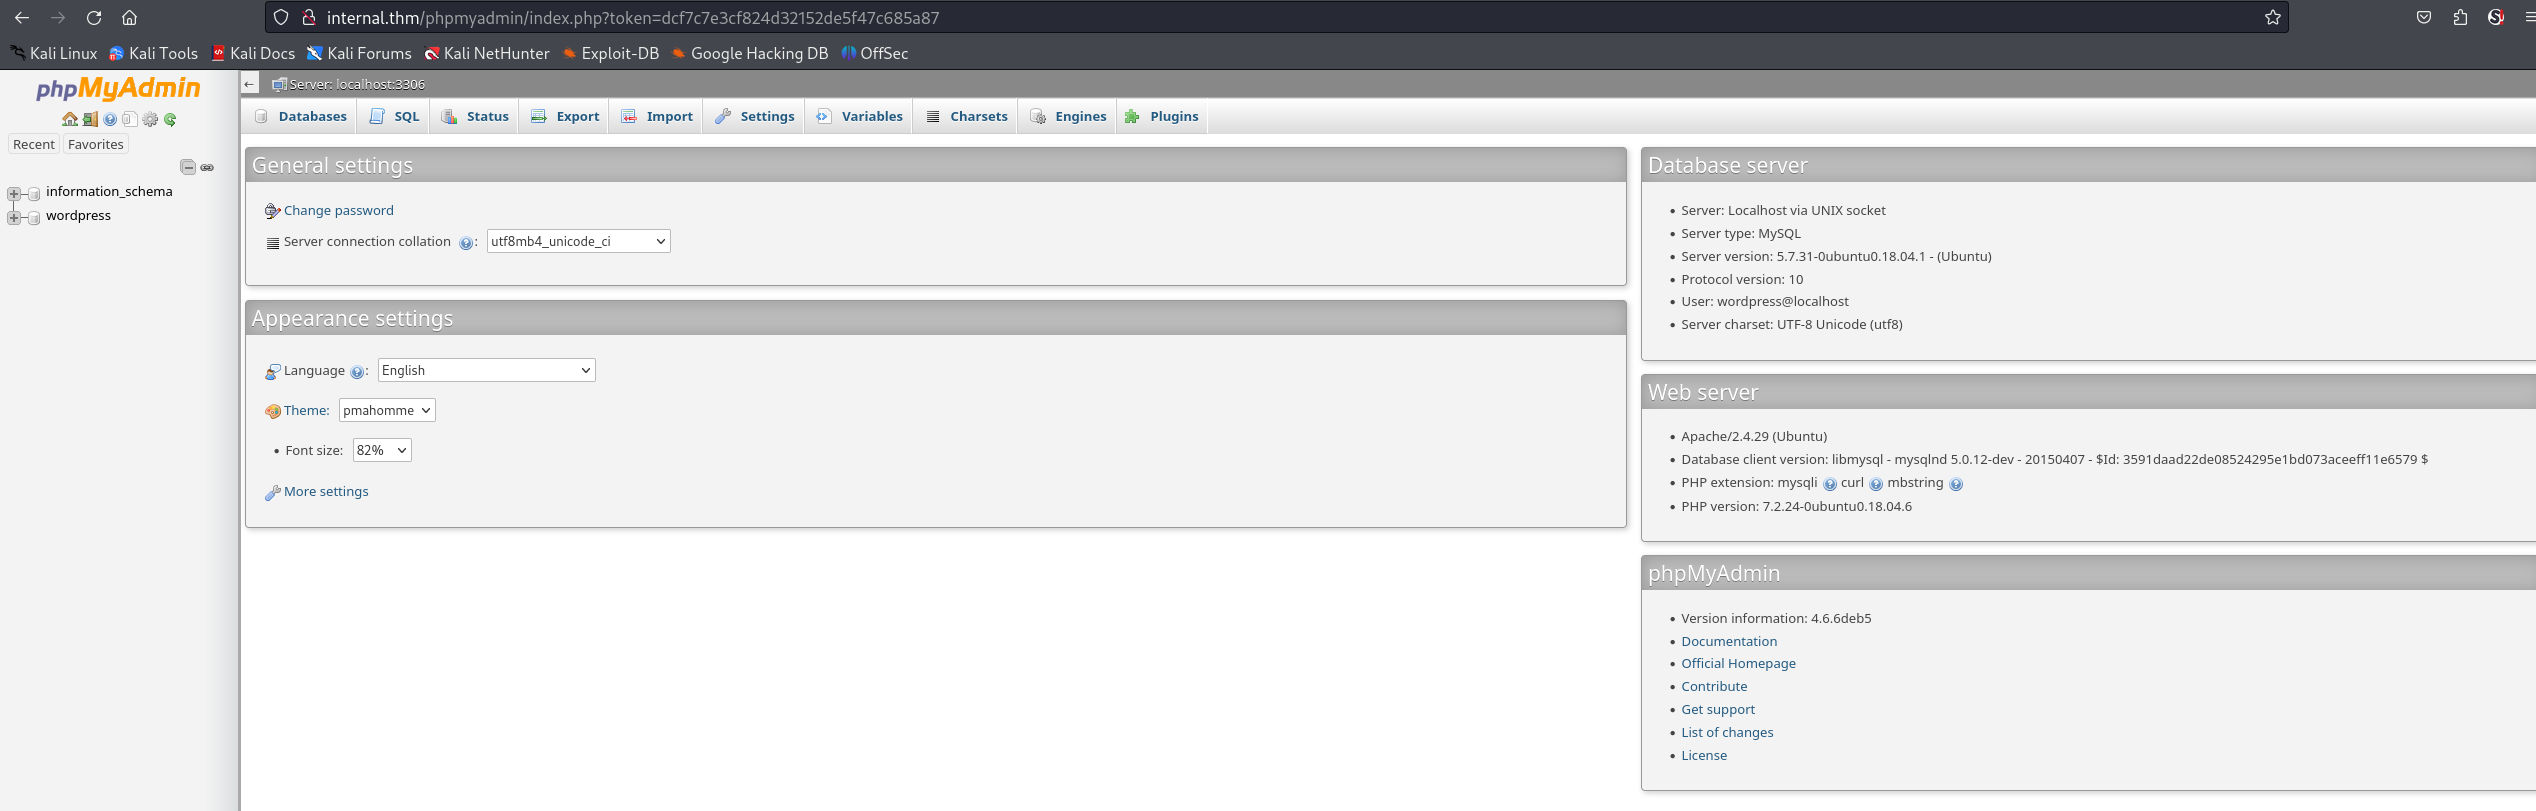 internal.thm/phpmyadmin/index.php?token=dcf7c7e3cf824d32152de5f47c685a87
Kali Linux Kali Tools Kali Docs Kali Forums Kali NetHunter Exploit-DB Google Hacking DB OffSec
phpMyAdmin
Recent Favorites
information_schema
wordpress
Server: localhost:3306
Databases SQL Status Export Import Settings Variables Charsets Engines Plugins
General settings
Change password
Server connection collation : utf8mb4_unicode_ci
Appearance settings
Language : English
Theme: pmahomme
• Font size: 82%
More settings
Database server
• Server: Localhost via UNIX socket
• Server type: MySQL
• Server version: 5.7.31-0ubuntu0.18.04.1 - (Ubuntu)
• Protocol version: 10
• User: wordpress@localhost
• Server charset: UTF-8 Unicode (utf8)
Web server
• Apache/2.4.29 (Ubuntu)
• Database client version: libmysql - mysqlnd 5.0.12-dev - 20150407 - $Id: 3591daad22de08524295e1bd073aceeff11e6579 $
• PHP extension: mysqli curl mbstring
• PHP version: 7.2.24-0ubuntu0.18.04.6
phpMyAdmin
• Version information: 4.6.6deb5
• Documentation
• Official Homepage
• Contribute
• Get support
• List of changes
• License